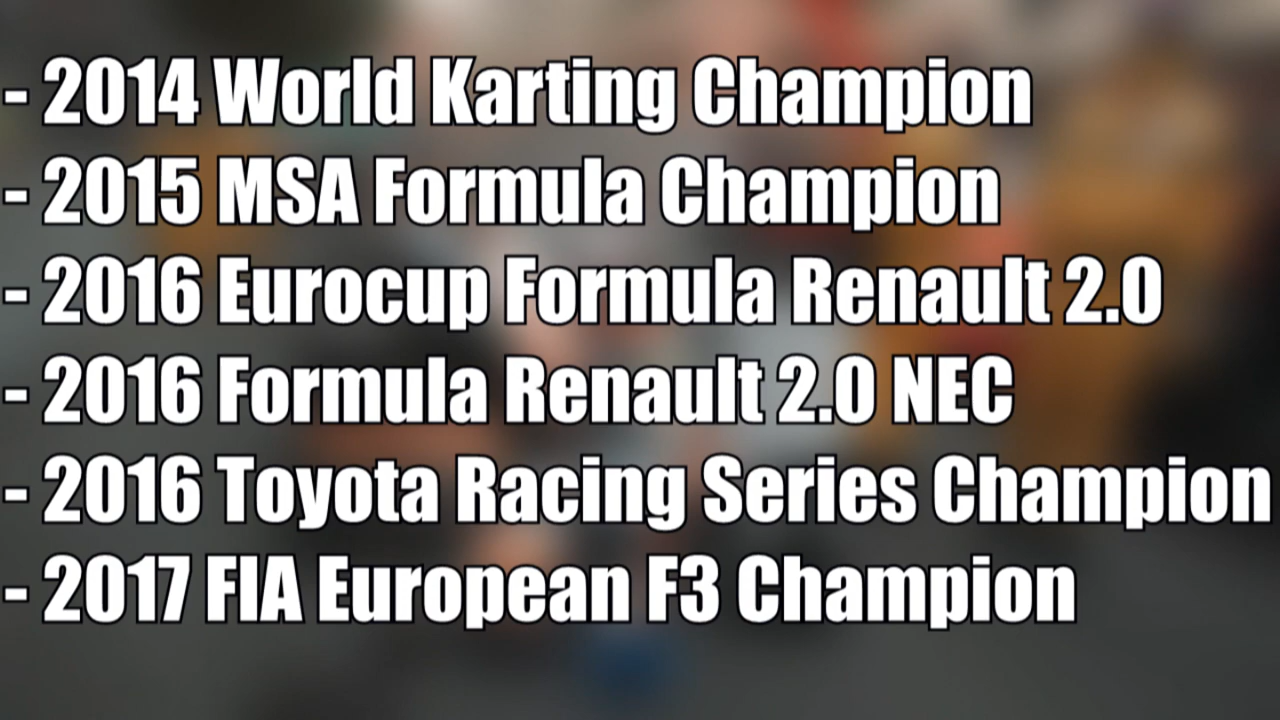 - 2014 World Karting Champion
- 2015 MSA Formula Champion
- 2016 Eurocup Formula Renault 2.0
- 2016 Formula Renault 2.0 NEC
- 2016 Toyota Racing Series Champion
- 2017 FIA European F3 Champion